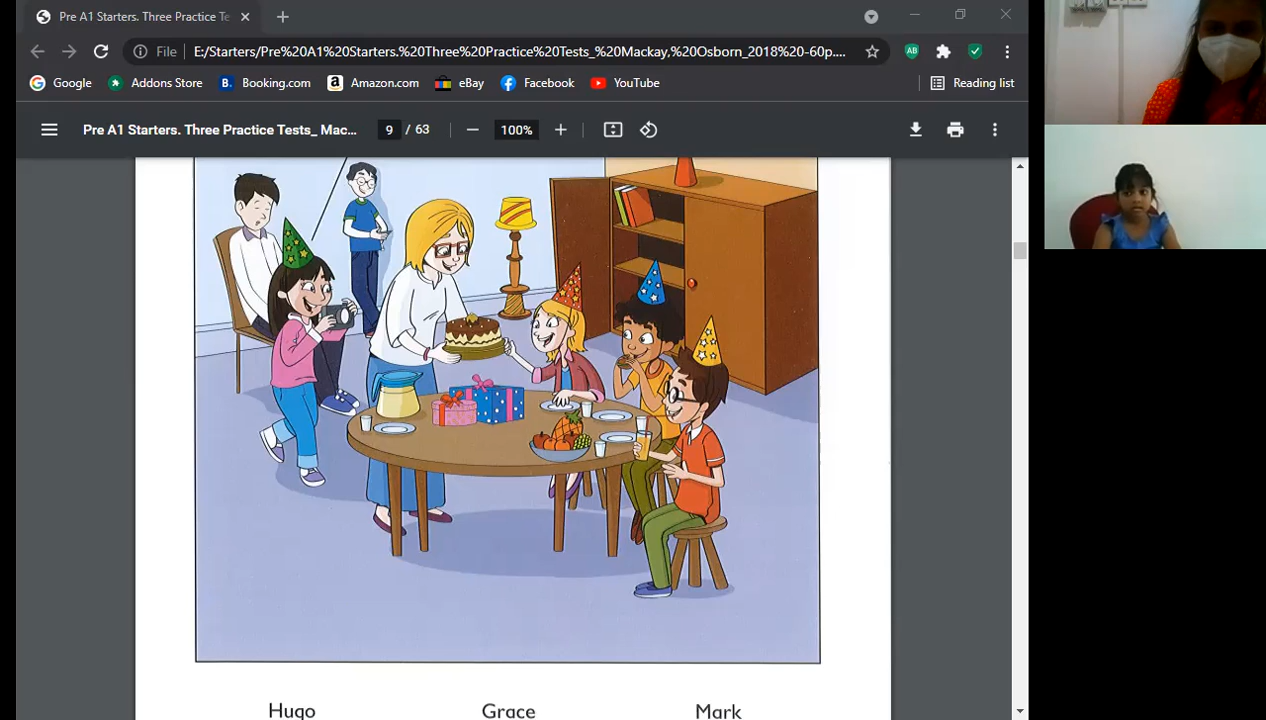 Pre A1 Starters. Three Practice Te
File E:/Starters/Pre%20A1%20Starters.%20Three%20Practice%20Tests_%20Mackay,%20Osborn_2018%20-60p....
AB
Google Addons Store B. Booking.com a Amazon.com eBay Facebook YouTube Reading list
Pre A1 Starters. Three Practice Tests_ Mac... 9 / 63 100%
Hugo Grace Mark